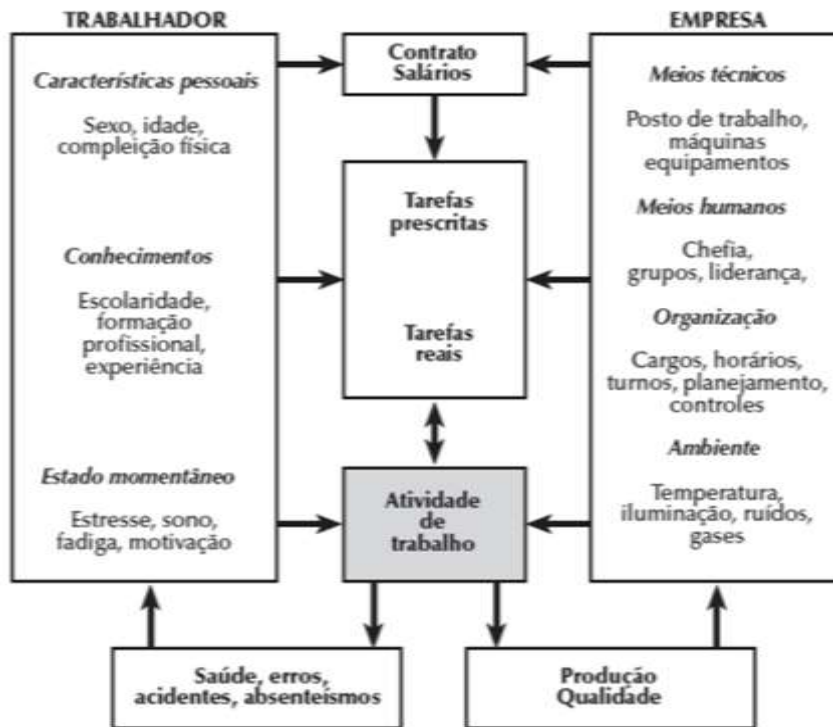 TRABALHADOR
Características pessoais
Sexo, idade,
compleição física
Conhecimentos
Escolaridade,
formação
profissional,
experiência
Estado momentâneo
Estresse, sono,
fadiga, motivação
Contrato
Salários
Tarefas
prescritas
Tarefas
reais
Atividade
de
trabalho
EMPRESA
Meios técnicos
Posto de trabalho,
máquinas
equipamentos
Meios humanos
Chefia,
grupos, liderança,
Organização
Cargos, horários,
turnos, planejamento,
controles
Ambiente
Temperatura,
iluminação, ruídos,
gases
Saúde, erros,
acidentes, absenteísmos
Produção
Qualidade